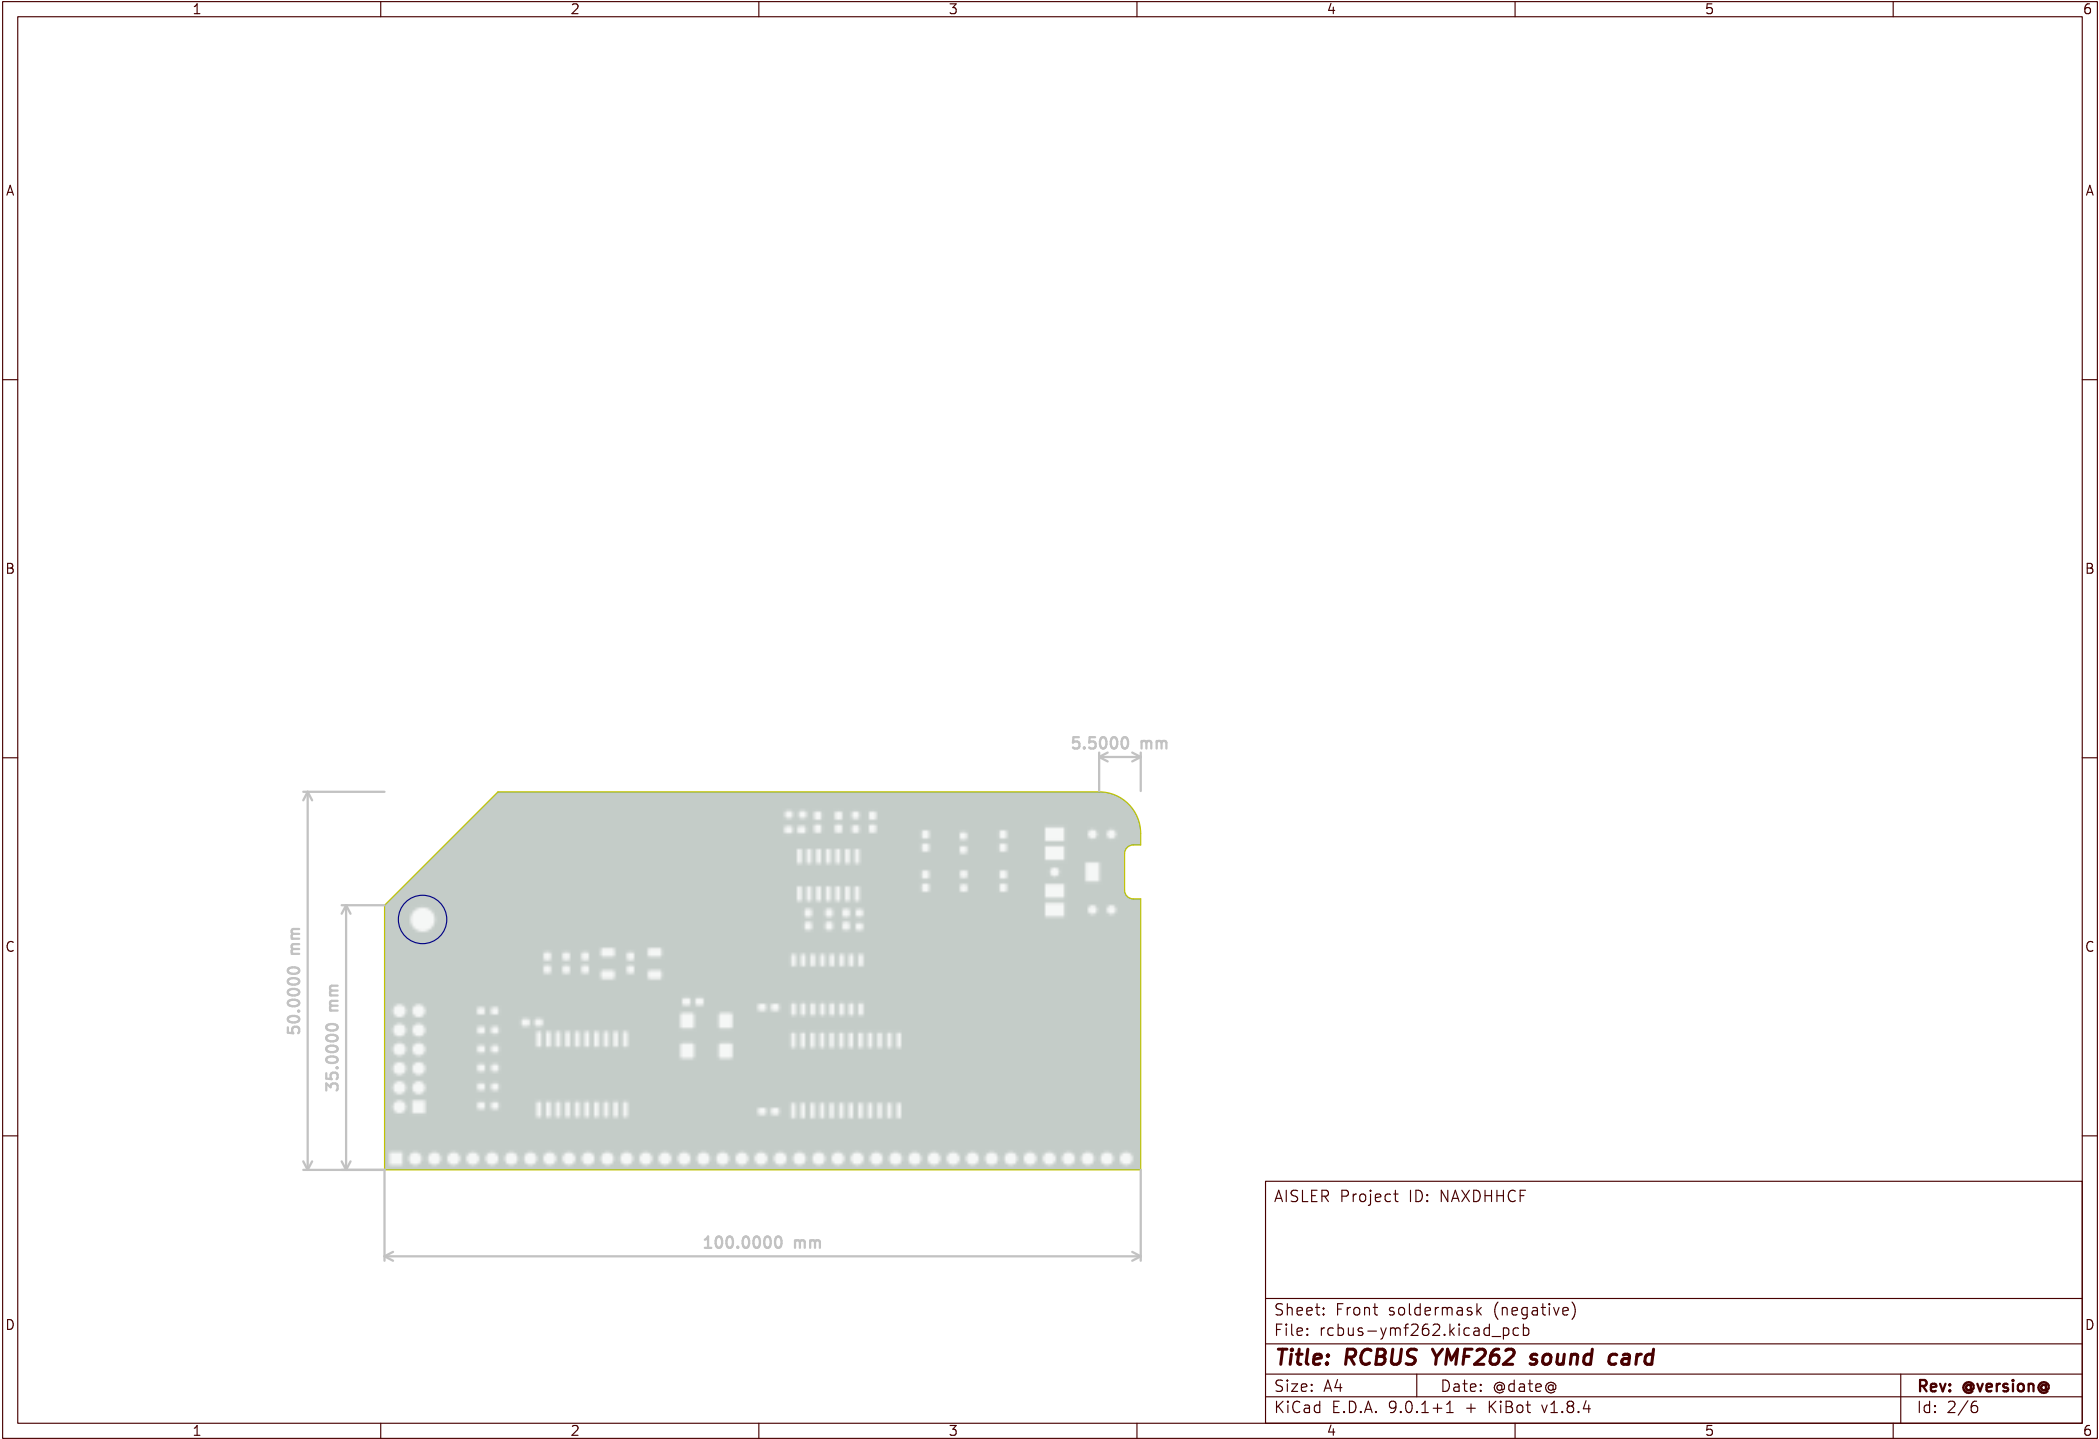 1 2 3 4 5 6
A A
B B
5.5000 mm
50.0000 mm
35.0000 mm
C C
100.0000 mm
AISLER Project ID: NAXDHHCF
Sheet: Front soldermask (negative)
File: rcbus-ymf262.kicad_pcb
D D
Title: RCBUS YMF262 sound card
Size: A4 Date: @date@ Rev: @version@
KiCad E.D.A. 9.0.1+1 + KiBot v1.8.4 Id: 2/6
1 2 3 4 5 6